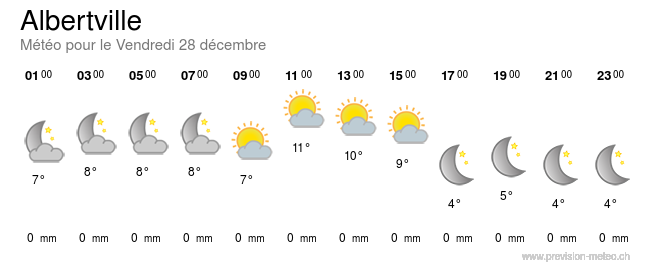 Albertville
Météo pour le Vendredi 28 décembre
01 00 03 00 05 00 07 00 09 00 11 00 13 00 15 00 17 00 19 00 21 00 23 00
7° 8° 8° 8° 7° 11° 10° 9° 4° 5° 4° 4°
0 mm 0 mm 0 mm 0 mm 0 mm 0 mm 0 mm 0 mm 0 mm 0 mm 0 mm 0 mm
www.prevision-meteo.ch